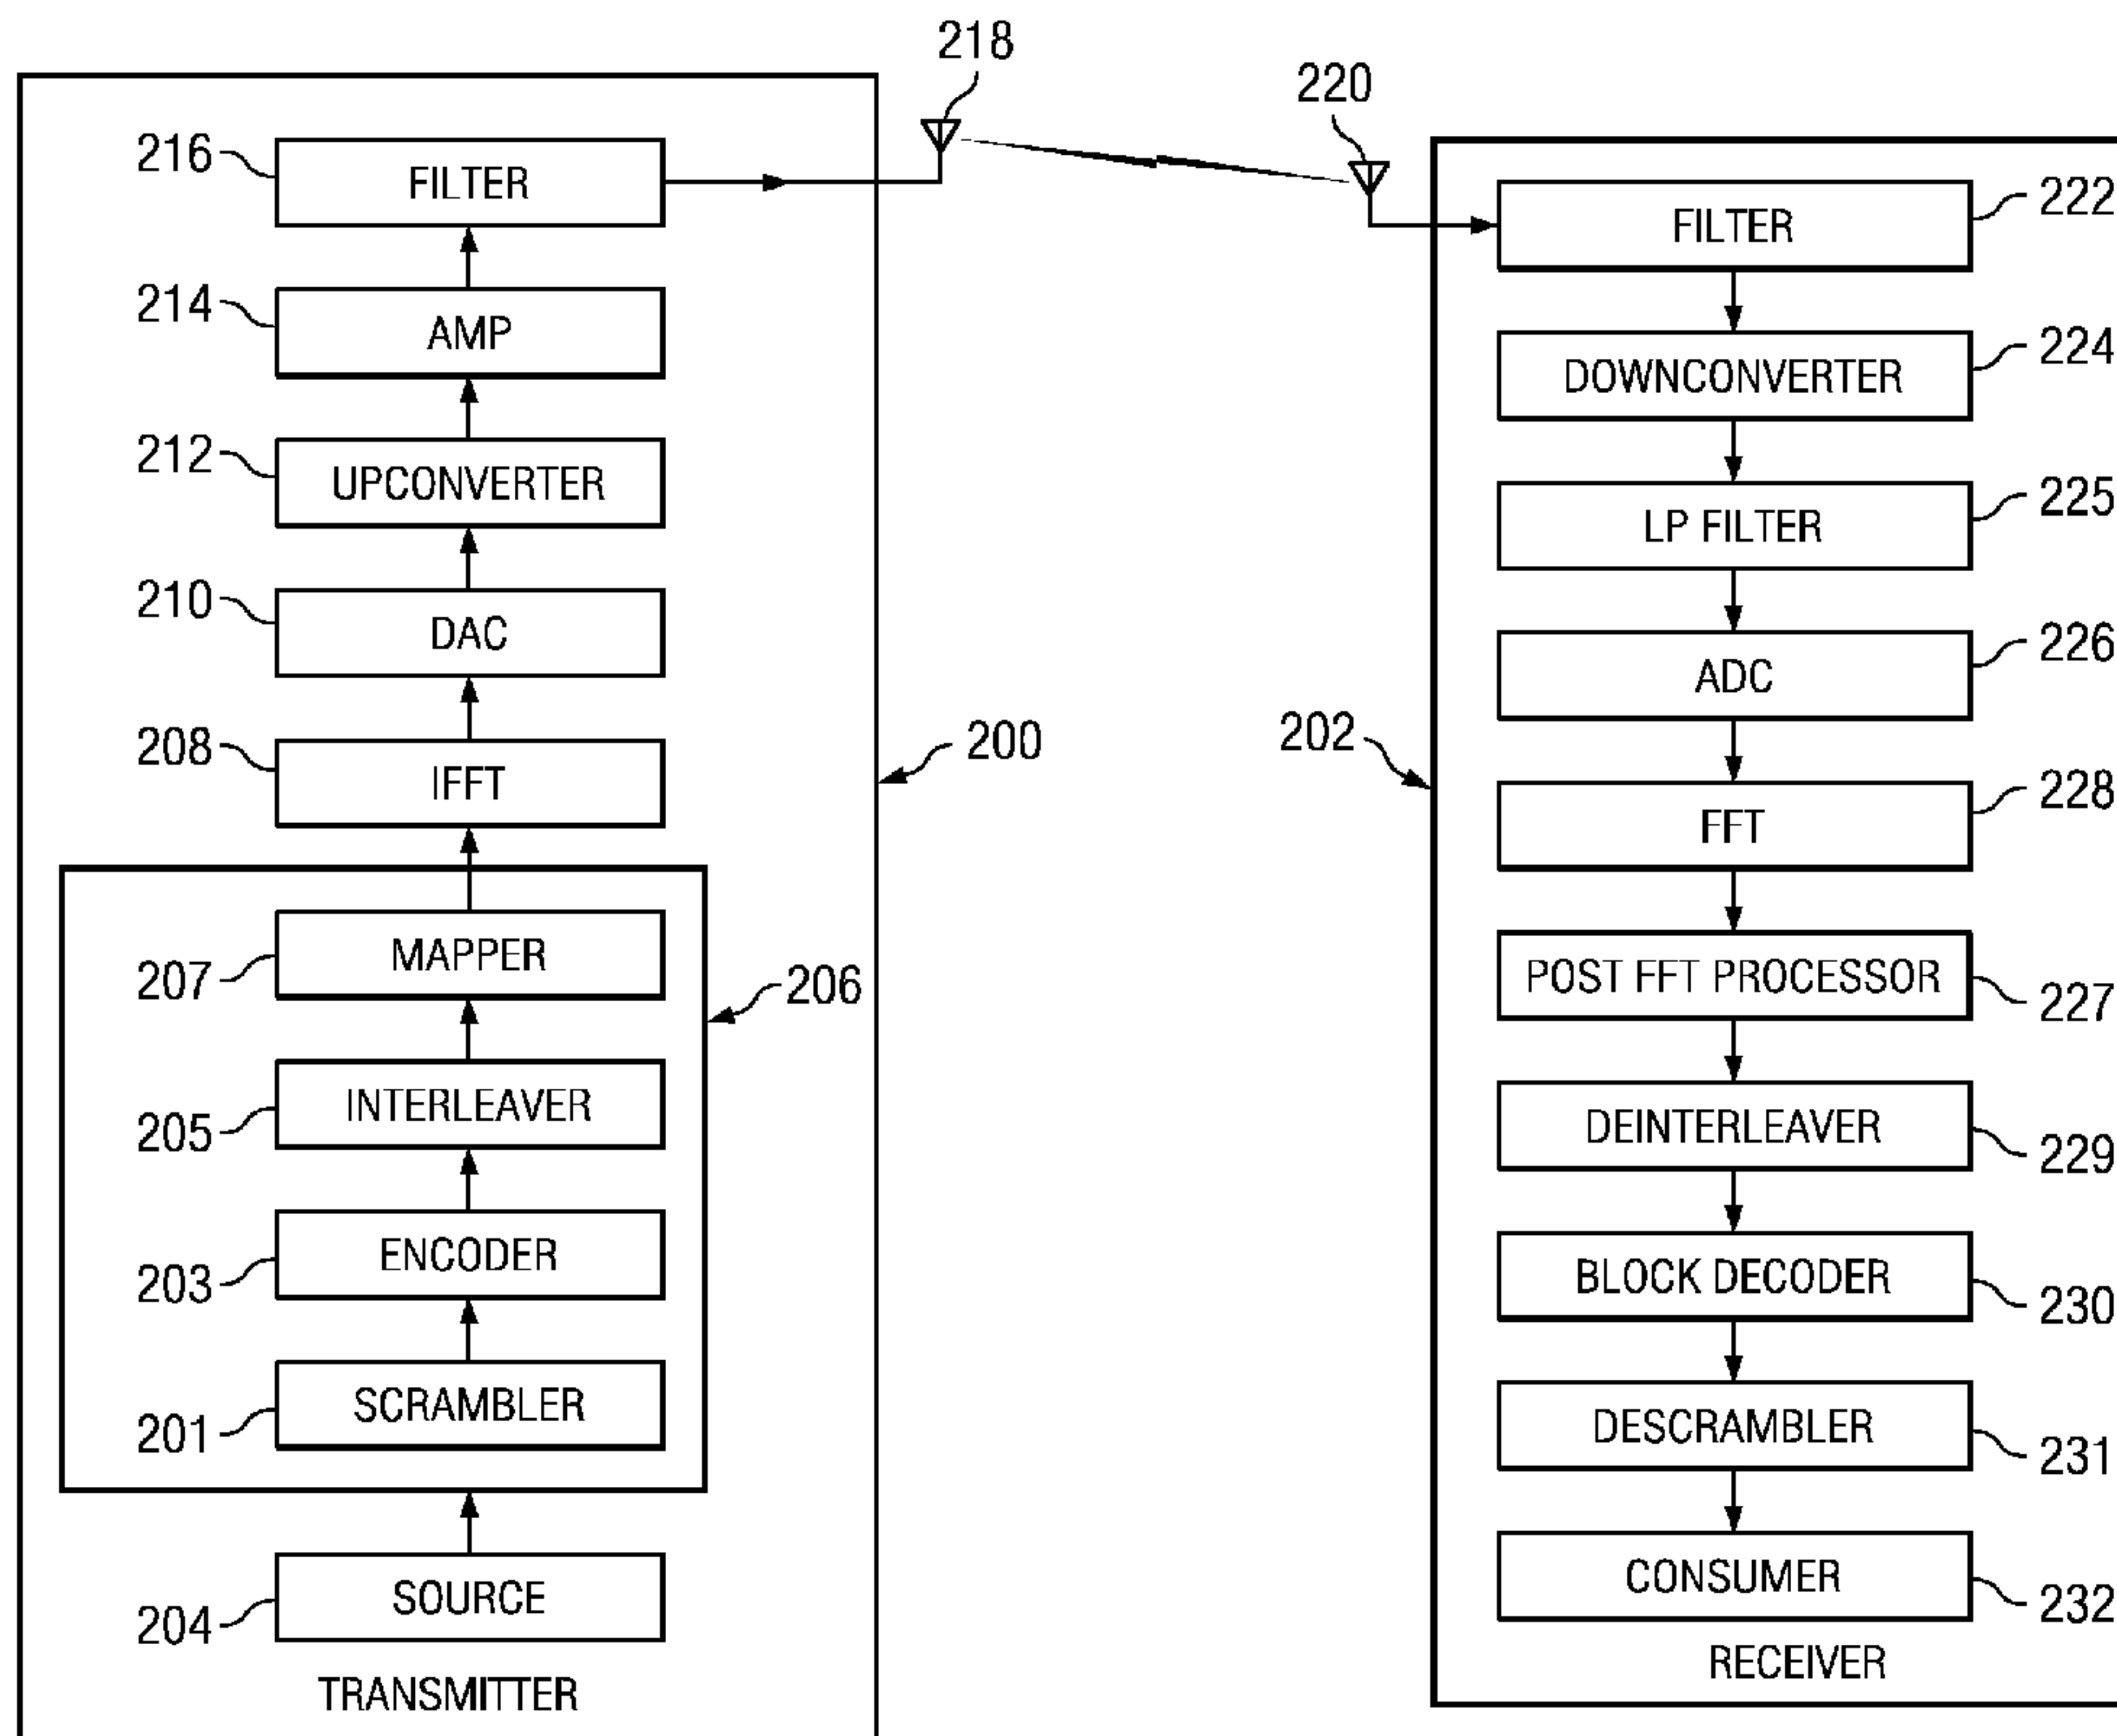 218
220
216
FILTER
222
FILTER
214
AMP
224
DOWNCONVERTER
212
UPCONVERTER
225
LP FILTER
210
DAC
226
ADC
208
IFFT
200
202
228
FFT
207
MAPPER
206
POST FFT PROCESSOR
227
205
INTERLEAVER
DEINTERLEAVER
229
203
ENCODER
BLOCK DECODER
230
201
SCRAMBLER
DESCRAMBLER
231
204
SOURCE
CONSUMER
232
TRANSMITTER
RECEIVER